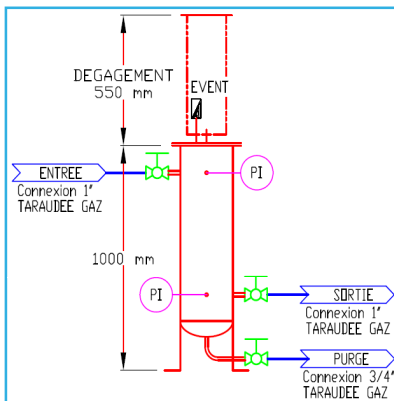 DEGAGEMENT
550 mm
EVENT
ENTREE
Connexion 1"
TARAUDEE GAZ
PI
1000 mm
PI
SORTIE
Connexion 1"
TARAUDEE GAZ
PURGE
Connexion 3/4"
TARAUDEE GAZ